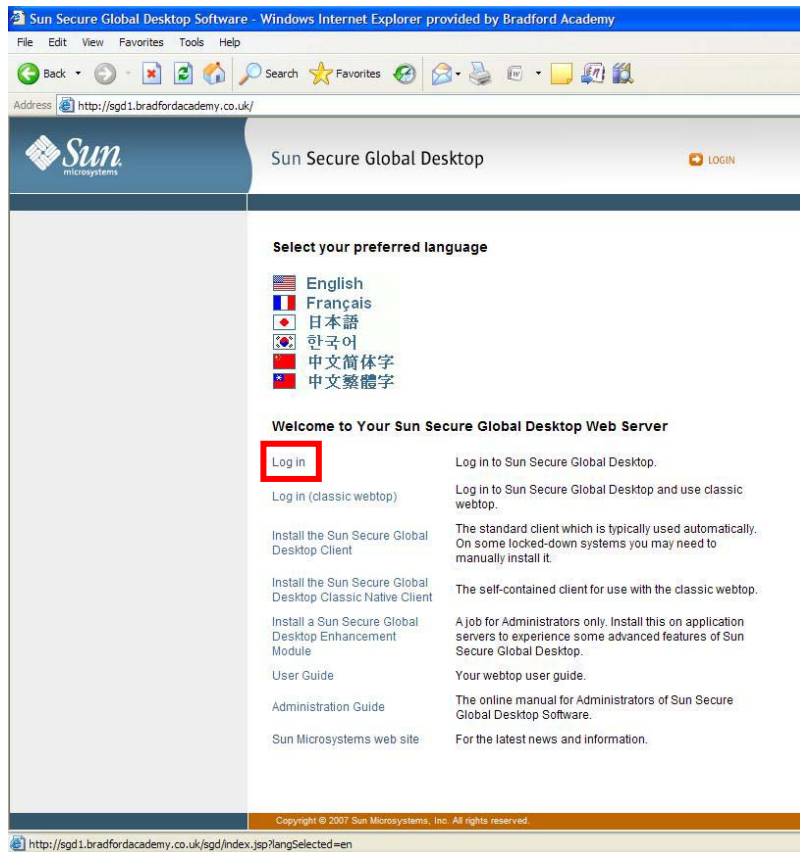 Sun Secure Global Desktop Software - Windows Internet Explorer provided by Bradford Academy
File Edit View Favorites Tools Help
Back Search Favorites
Address http://sgd1.bradfordacademy.co.uk/
Sun
microsystems
Sun Secure Global Desktop
LOGIN
Select your preferred language
English
Français
日本語
한국어
中文简体字
中文繁體字
Welcome to Your Sun Secure Global Desktop Web Server
Log in
Log in to Sun Secure Global Desktop.
Log in (classic webtop)
Log in to Sun Secure Global Desktop and use classic
webtop.
Install the Sun Secure Global
Desktop Client
The standard client which is typically used automatically.
On some locked-down systems you may need to
manually install it.
Install the Sun Secure Global
Desktop Classic Native Client
The self-contained client for use with the classic webtop.
Install a Sun Secure Global
Desktop Enhancement
Module
A job for Administrators only. Install this on application
servers to experience some advanced features of Sun
Secure Global Desktop.
User Guide
Your webtop user guide.
Administration Guide
The online manual for Administrators of Sun Secure
Global Desktop Software.
Sun Microsystems web site
For the latest news and information.
Copyright © 2007 Sun Microsystems, Inc. All rights reserved.
http://sgd1.bradfordacademy.co.uk/sgd/index.jsp?langSelected=en